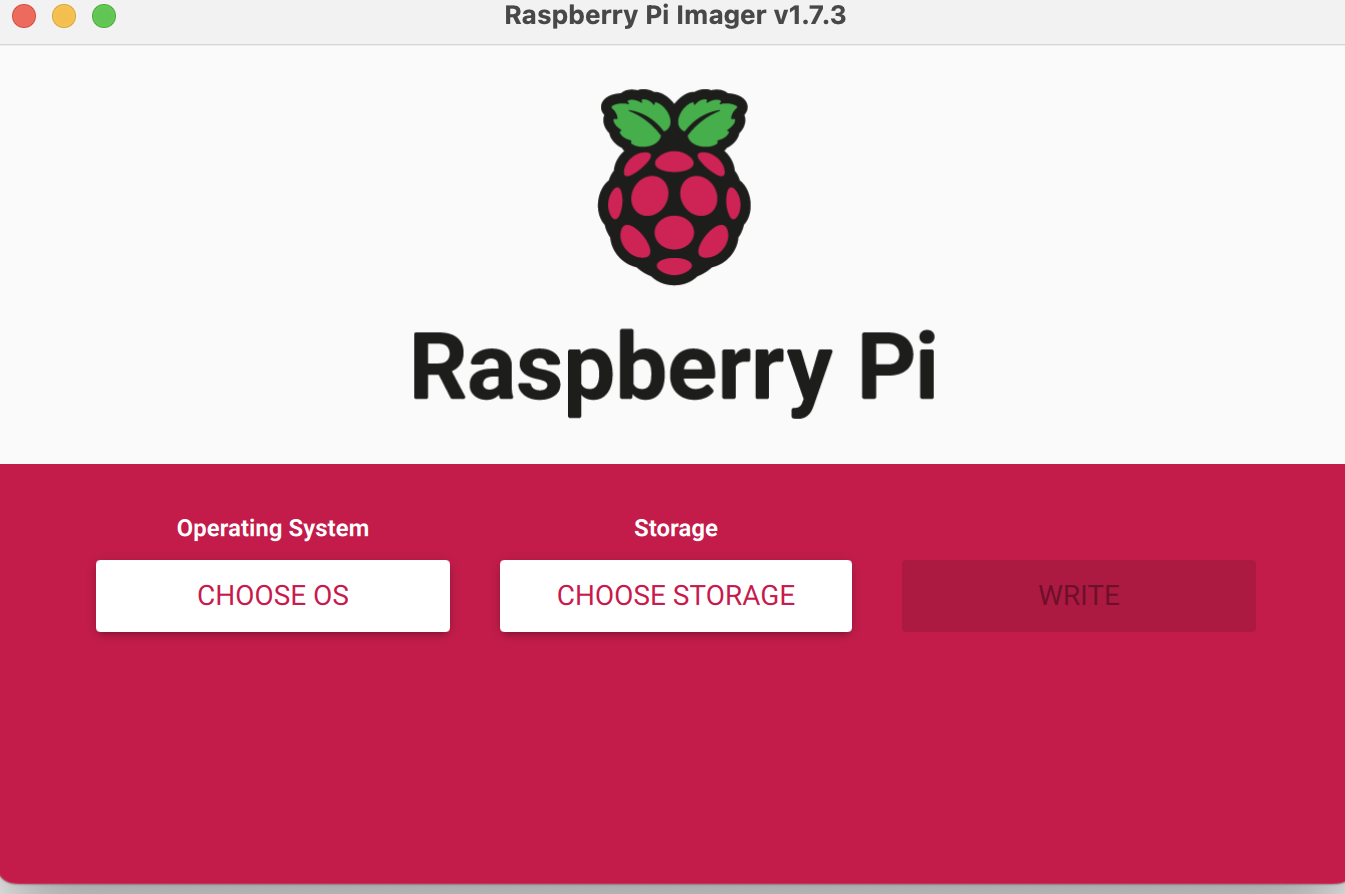 Raspberry Pi Imager v1.7.3
Raspberry Pi
Operating System
Storage
CHOOSE OS
CHOOSE STORAGE
WRITE